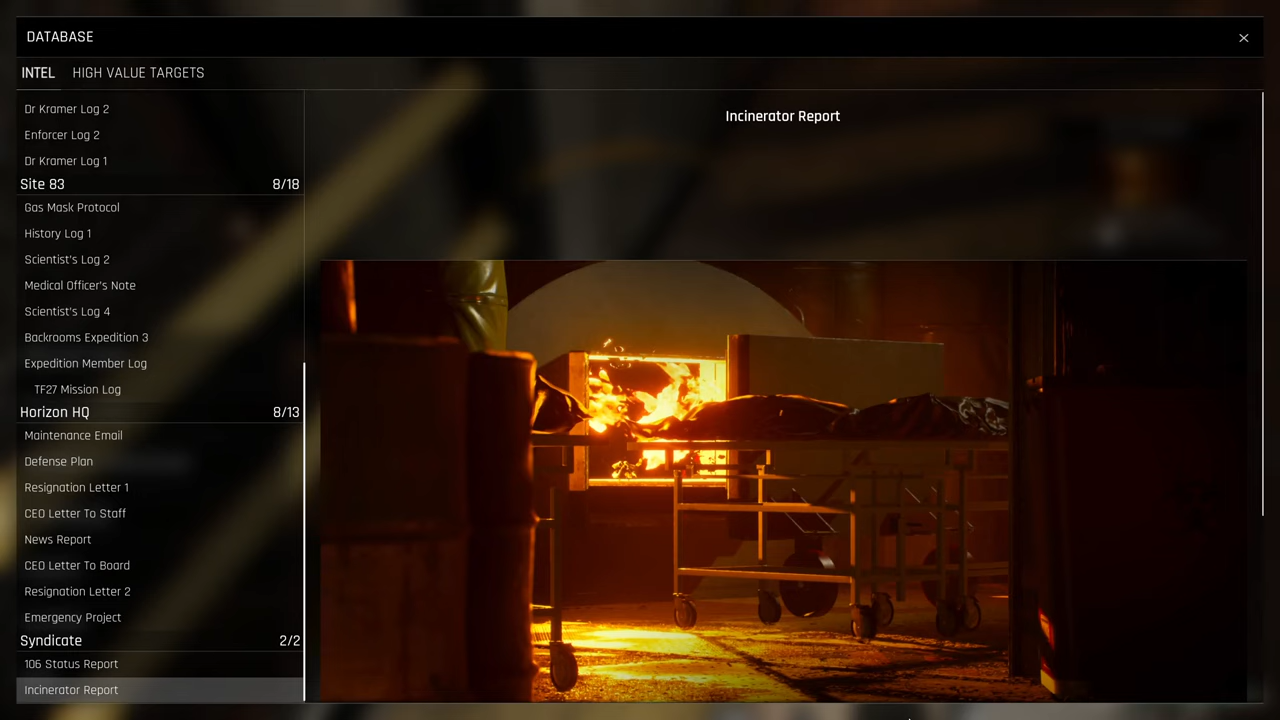 DATABASE
INTEL HIGH VALUE TARGETS
Dr Kramer Log 2
Enforcer Log 2
Dr Kramer Log 1
Site 83 8/18
Gas Mask Protocol
History Log 1
Scientist's Log 2
Medical Officer's Note
Scientist's Log 4
Backrooms Expedition 3
Expedition Member Log
TF27 Mission Log
Horizon HQ 8/13
Maintenance Email
Defense Plan
Resignation Letter 1
CEO Letter To Staff
News Report
CEO Letter To Board
Resignation Letter 2
Emergency Project
Syndicate 2/2
106 Status Report
Incinerator Report
Incinerator Report